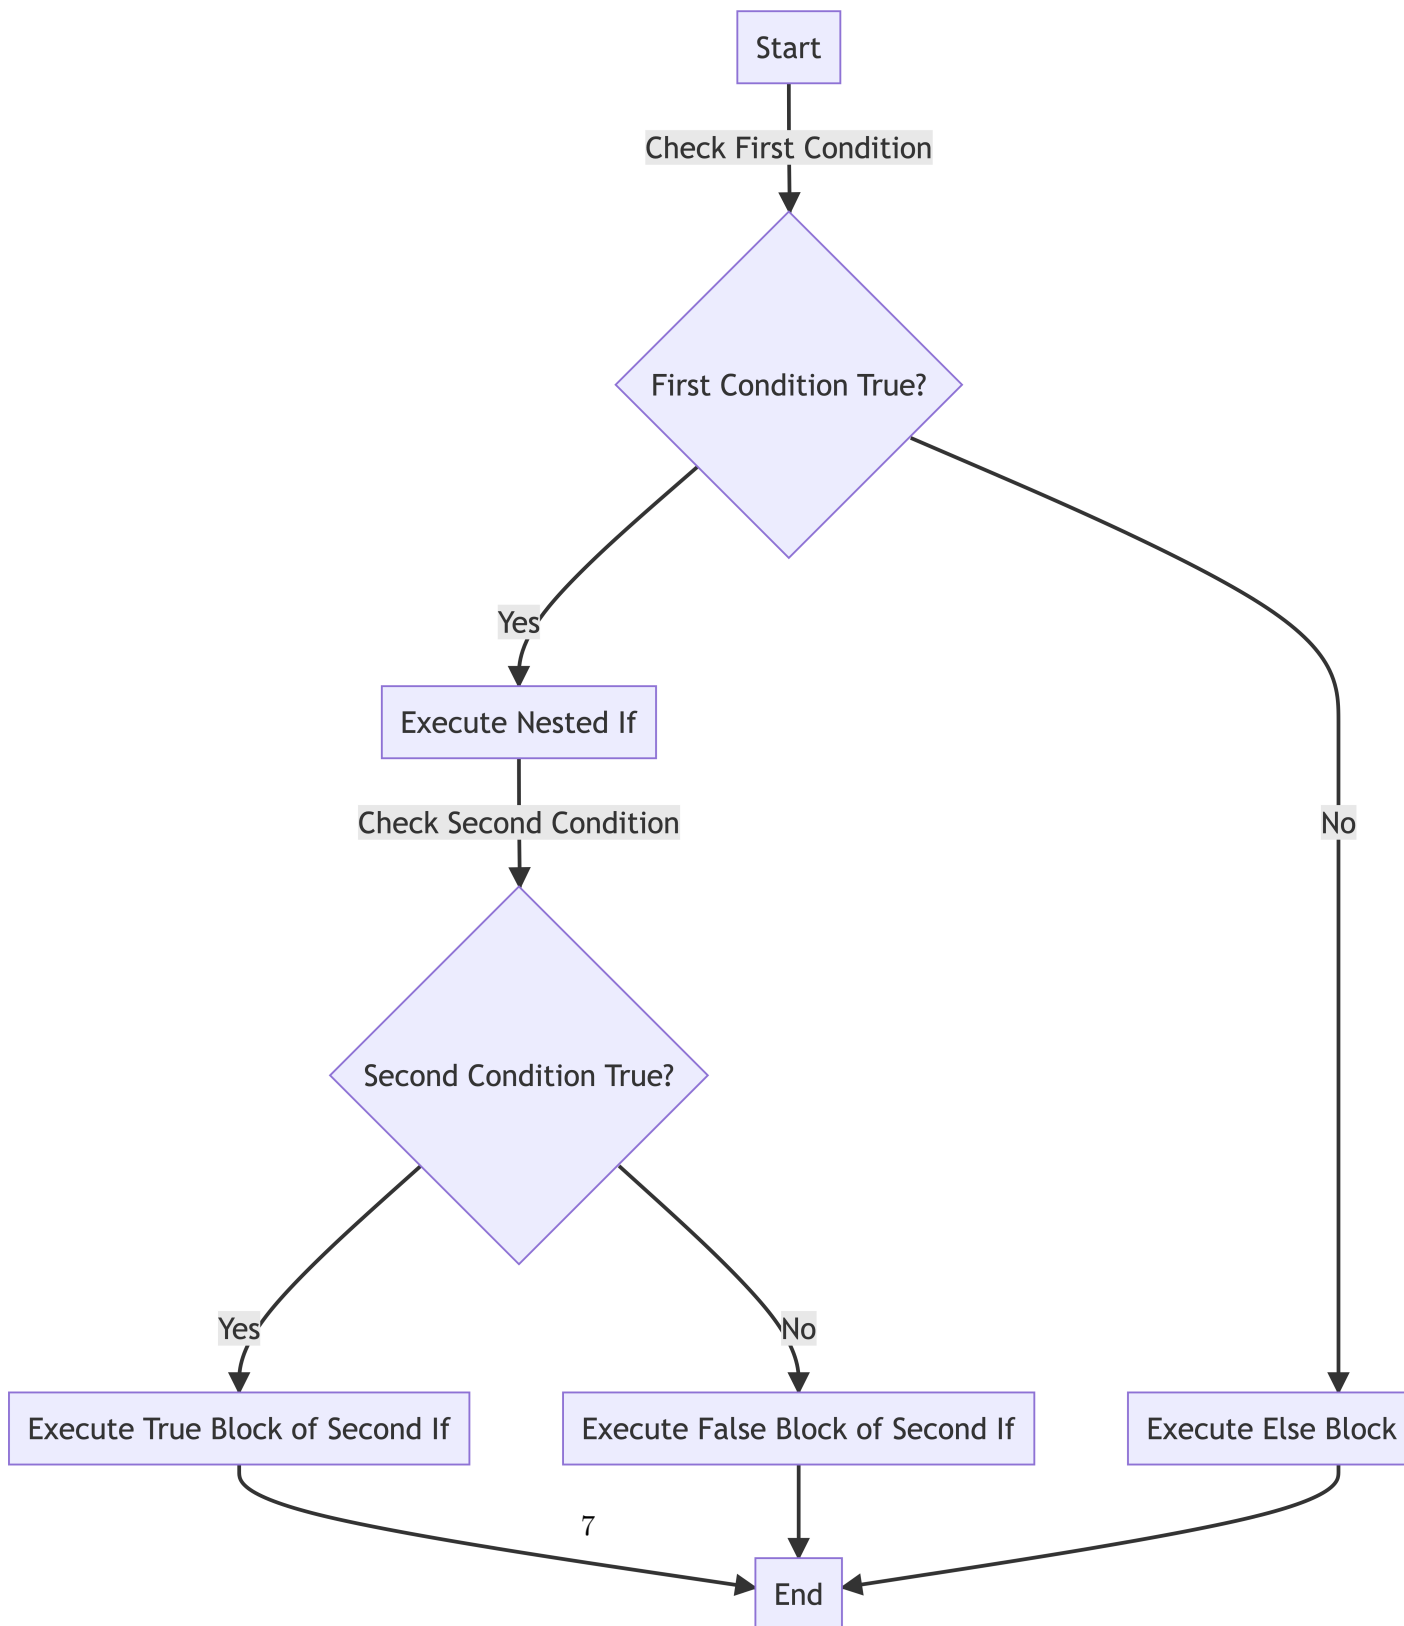 Start
Check First Condition
First Condition True?
Yes
Execute Nested If
Check Second Condition
No
Second Condition True?
Yes
No
Execute True Block of Second If
Execute False Block of Second If
Execute Else Block
7
End